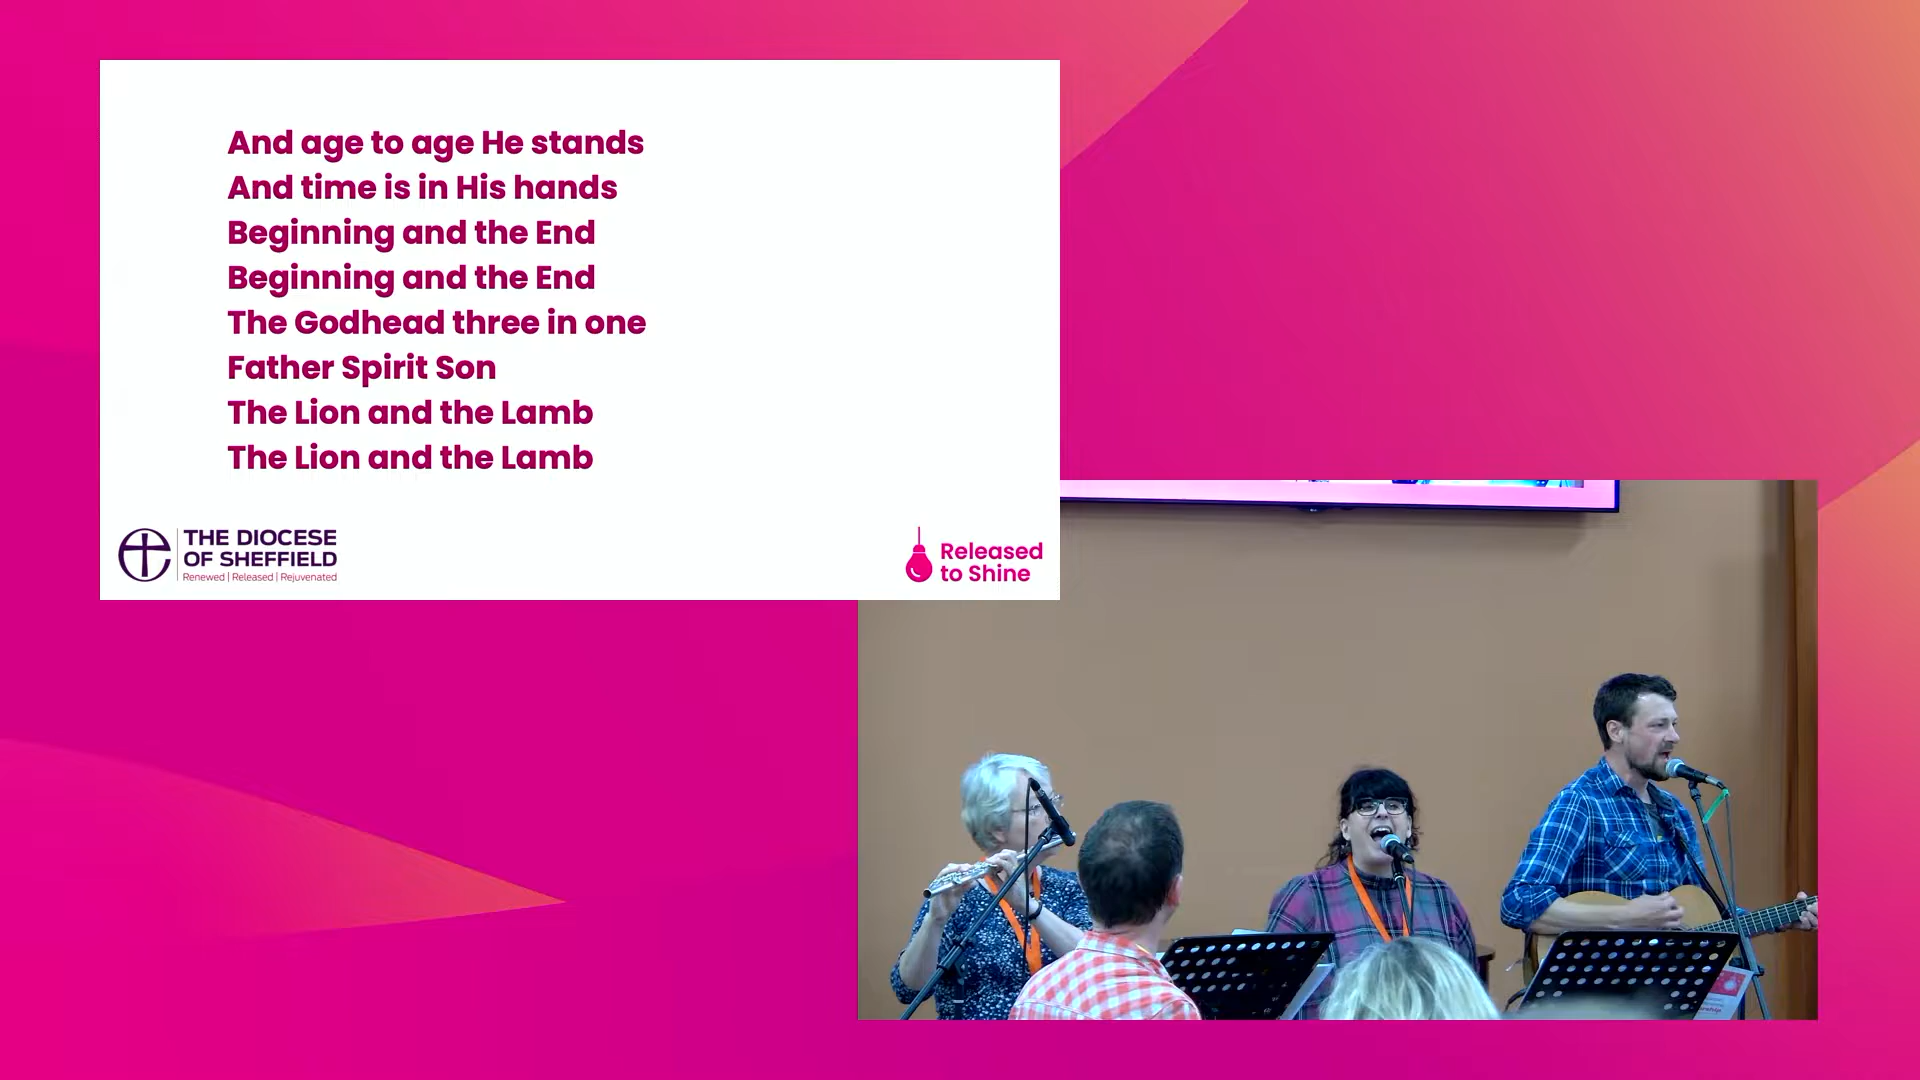 And age to age He stands
And time is in His hands
Beginning and the End
Beginning and the End
The Godhead three in one
Father Spirit Son
The Lion and the Lamb
The Lion and the Lamb
THE DIOCESE
OF SHEFFIELD
Renewed | Released | Rejuvenated
Released
to Shine